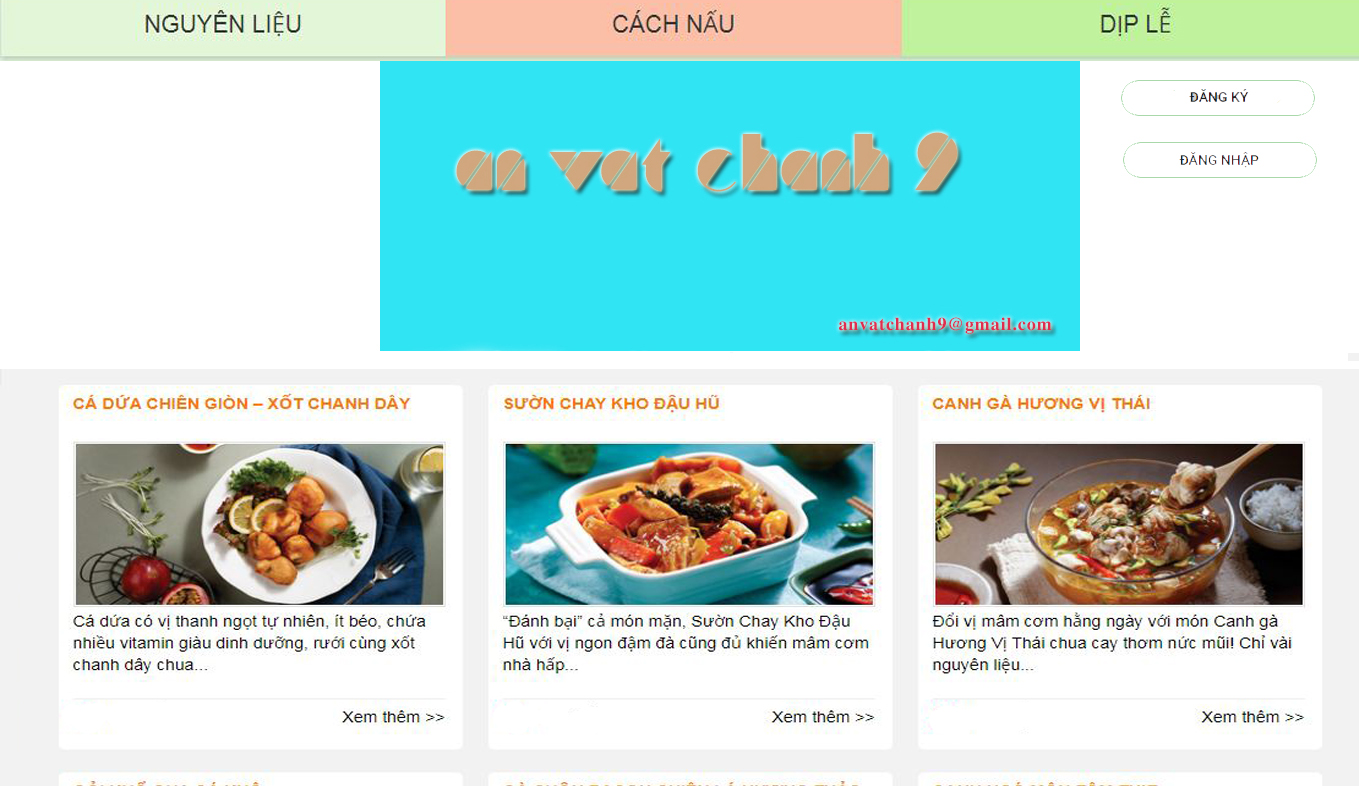 NGUYÊN LIỆU
CÁCH NẤU
DỊP LỄ
an vat chanh 9
anvatchanh9@gmail.com
ĐĂNG KÝ
ĐĂNG NHẬP
CÁ DỨA CHIÊN GIÒN – XỐT CHANH DÂY
Cá dứa có vị thanh ngọt tự nhiên, ít béo, chứa
nhiều vitamin giàu dinh dưỡng, rưới cùng xốt
chanh dây chua...
Xem thêm >>
SƯỜN CHAY KHO ĐẬU HŨ
“Đánh bại” cả món mặn, Sườn Chay Kho Đậu
Hũ với vị ngon đậm đà cũng đủ khiến mâm cơm
nhà hấp...
Xem thêm >>
CANH GÀ HƯƠNG VỊ THÁI
Đổi vị mâm cơm hằng ngày với món Canh gà
Hương Vị Thái chua cay thơm nức mũi! Chỉ vài
nguyên liệu...
Xem thêm >>